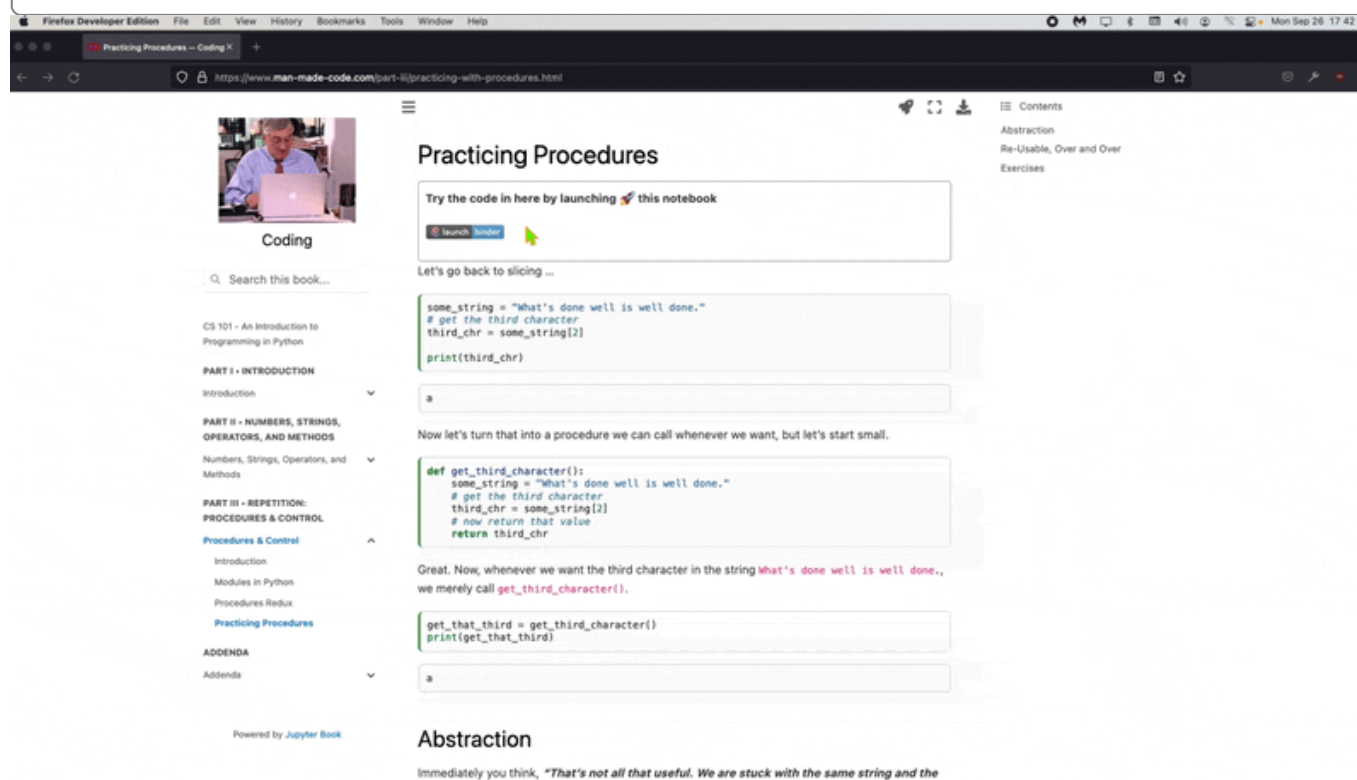 Firefox Developer Edition File Edit View History Bookmarks Tools Window Help Mon Sep 26 17 42
Practicing Procedures — Coding × +
https://www.man-made-code.com/part-iii/practicing-with-procedures.html
Coding
Search this book...
CS 101 - An Introduction to
Programming in Python
PART I - INTRODUCTION
Introduction
PART II - NUMBERS, STRINGS,
OPERATORS, AND METHODS
Numbers, Strings, Operators, and
Methods
PART III - REPETITION:
PROCEDURES & CONTROL
Procedures & Control
Introduction
Modules in Python
Procedures Redux
Practicing Procedures
ADDENDA
Addenda
Powered by Jupyter Book
Practicing Procedures
Try the code in here by launching 🚀 this notebook
launch binder
Let's go back to slicing ...
some_string = "What's done well is well done."
# get the third character
third_chr = some_string[2]
print(third_chr)
a
Now let's turn that into a procedure we can call whenever we want, but let's start small.
def get_third_character():
some_string = "What's done well is well done."
# get the third character
third_chr = some_string[2]
# now return that value
return third_chr
Great. Now, whenever we want the third character in the string What's done well is well done.,
we merely call get_third_character().
get_that_third = get_third_character()
print(get_that_third)
a
Abstraction
Immediately you think, "That's not all that useful. We are stuck with the same string and the
Contents
Abstraction
Re-Usable, Over and Over
Exercises